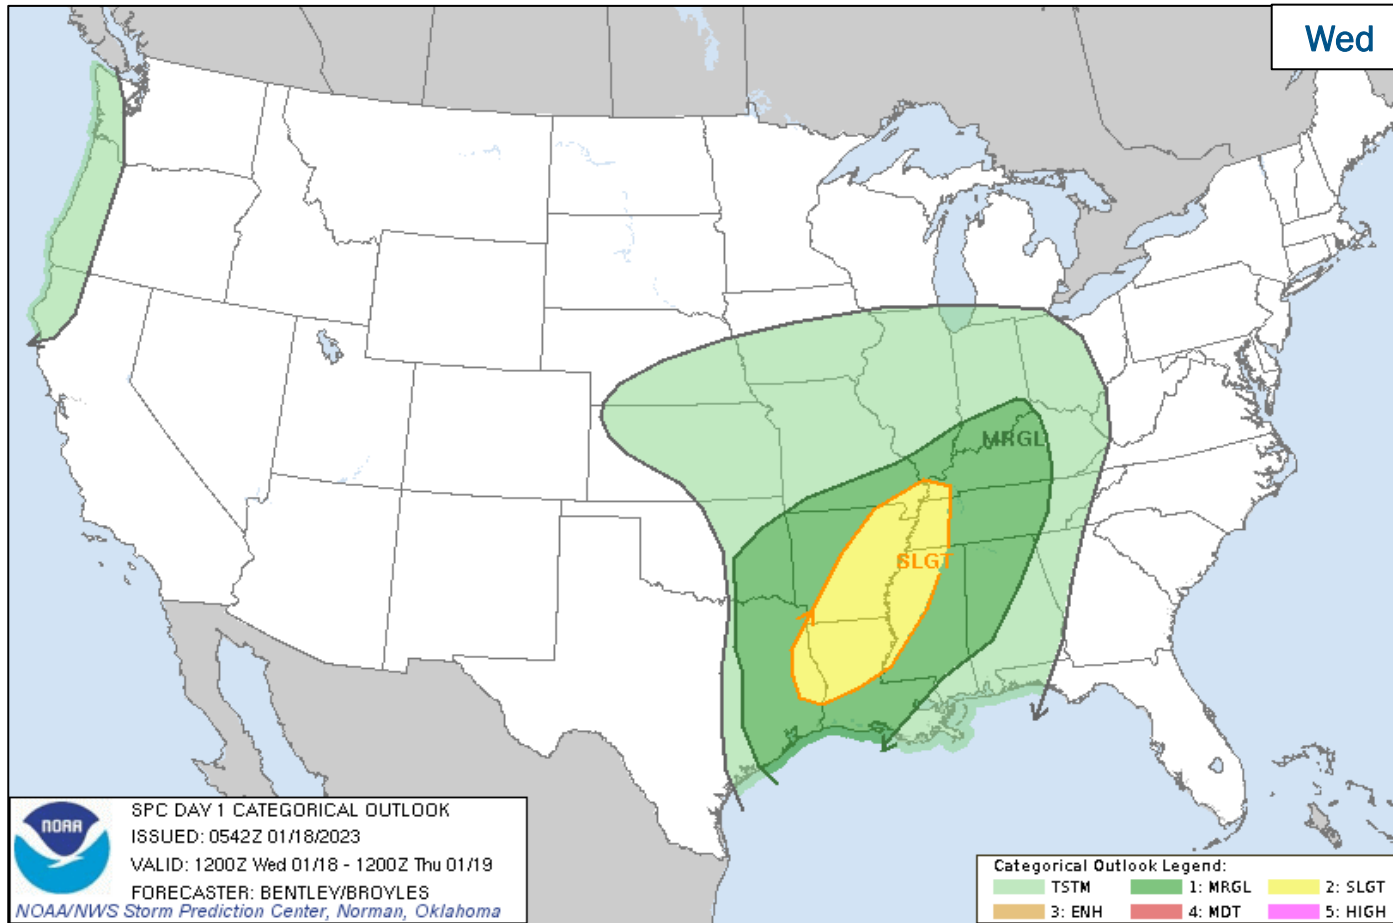 Wed
MRGL
SLGT
NOAA
SPC DAY 1 CATEGORICAL OUTLOOK
ISSUED: 0542Z 01/18/2023
VALID: 1200Z Wed 01/18 - 1200Z Thu 01/19
FORECASTER: BENTLEY/BROYLES
NOAA/NWS Storm Prediction Center, Norman, Oklahoma
Categorical Outlook Legend:
TSTM 1: MRGL 2: SLGT
3: ENH 4: MDT 5: HIGH